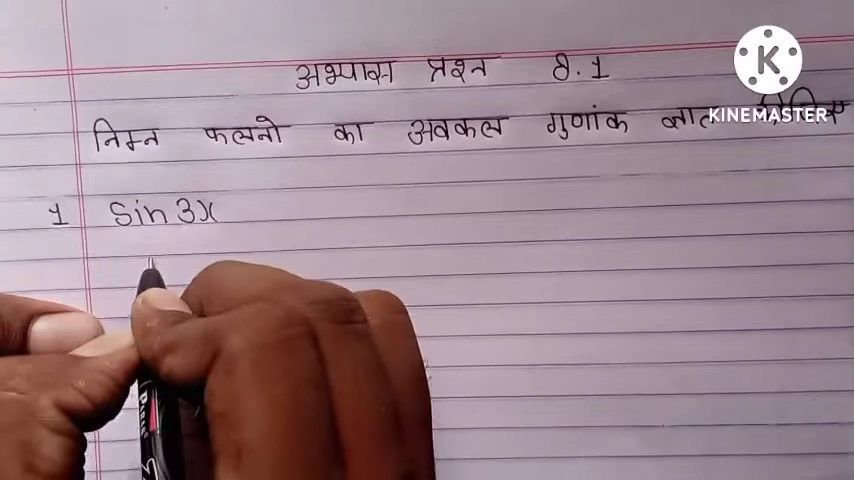 अभ्यास प्रश्न 8.1
KINEMASTER
निम्न फलनो का अवकल गुणांक ज्ञात
1 Sin 3x